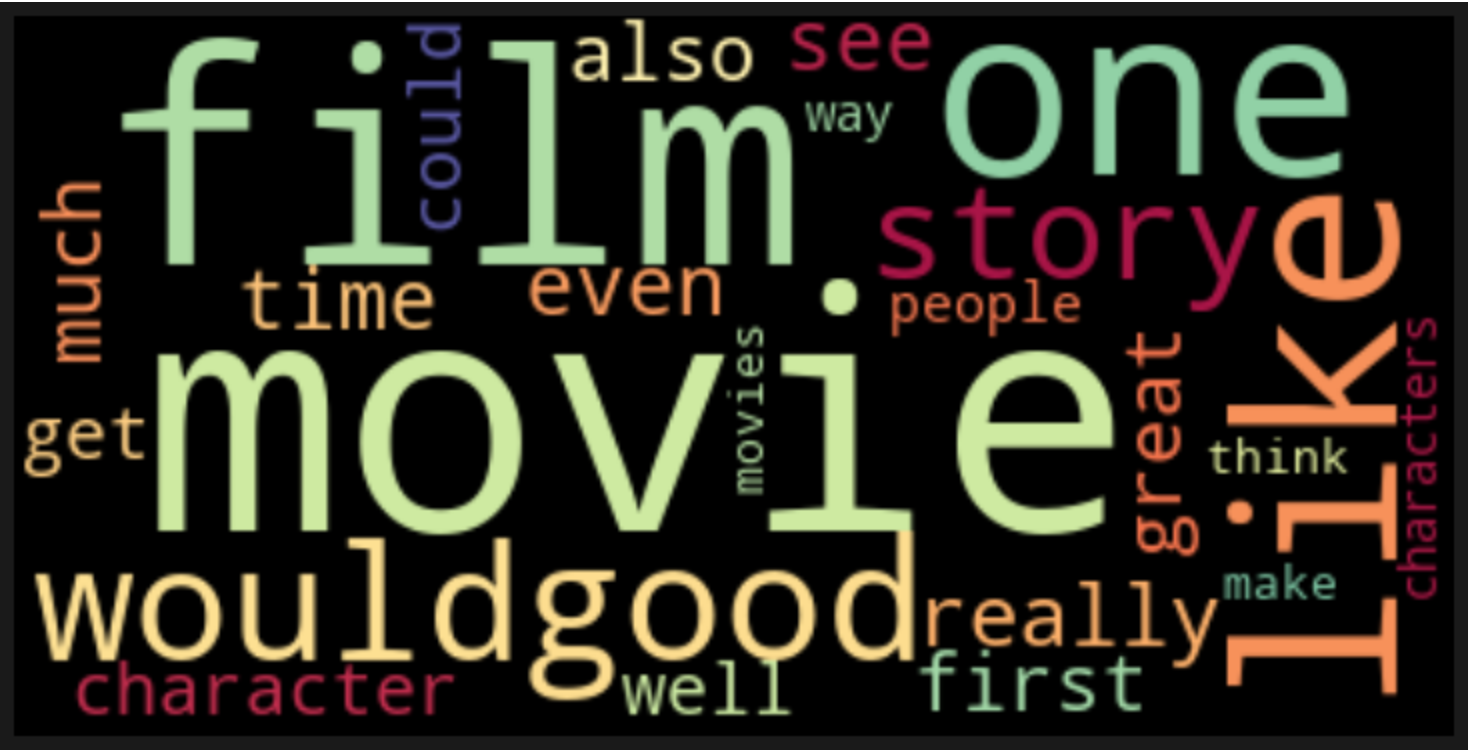 film
could
also
see
way
one
much
story
like
time
even
people
movie
movies
great
characters
get
think
would
good
really
make
character
well
first